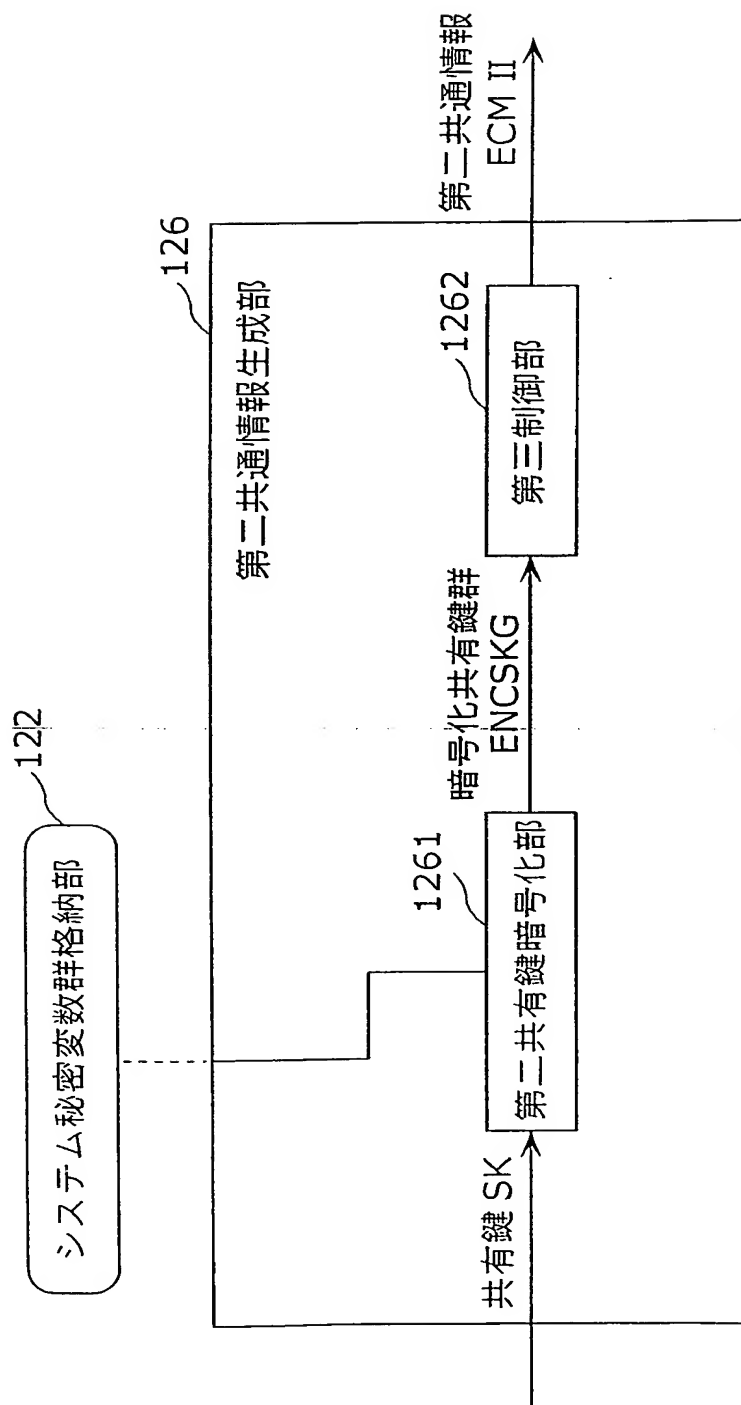 システム秘密変数群格納部
122
126
第二共通情報生成部
共有鍵 SK
1261
第二共有鍵暗号化部
暗号化共有鍵群
ENCSKG
1262
第三制御部
第二共通情報
ECM II